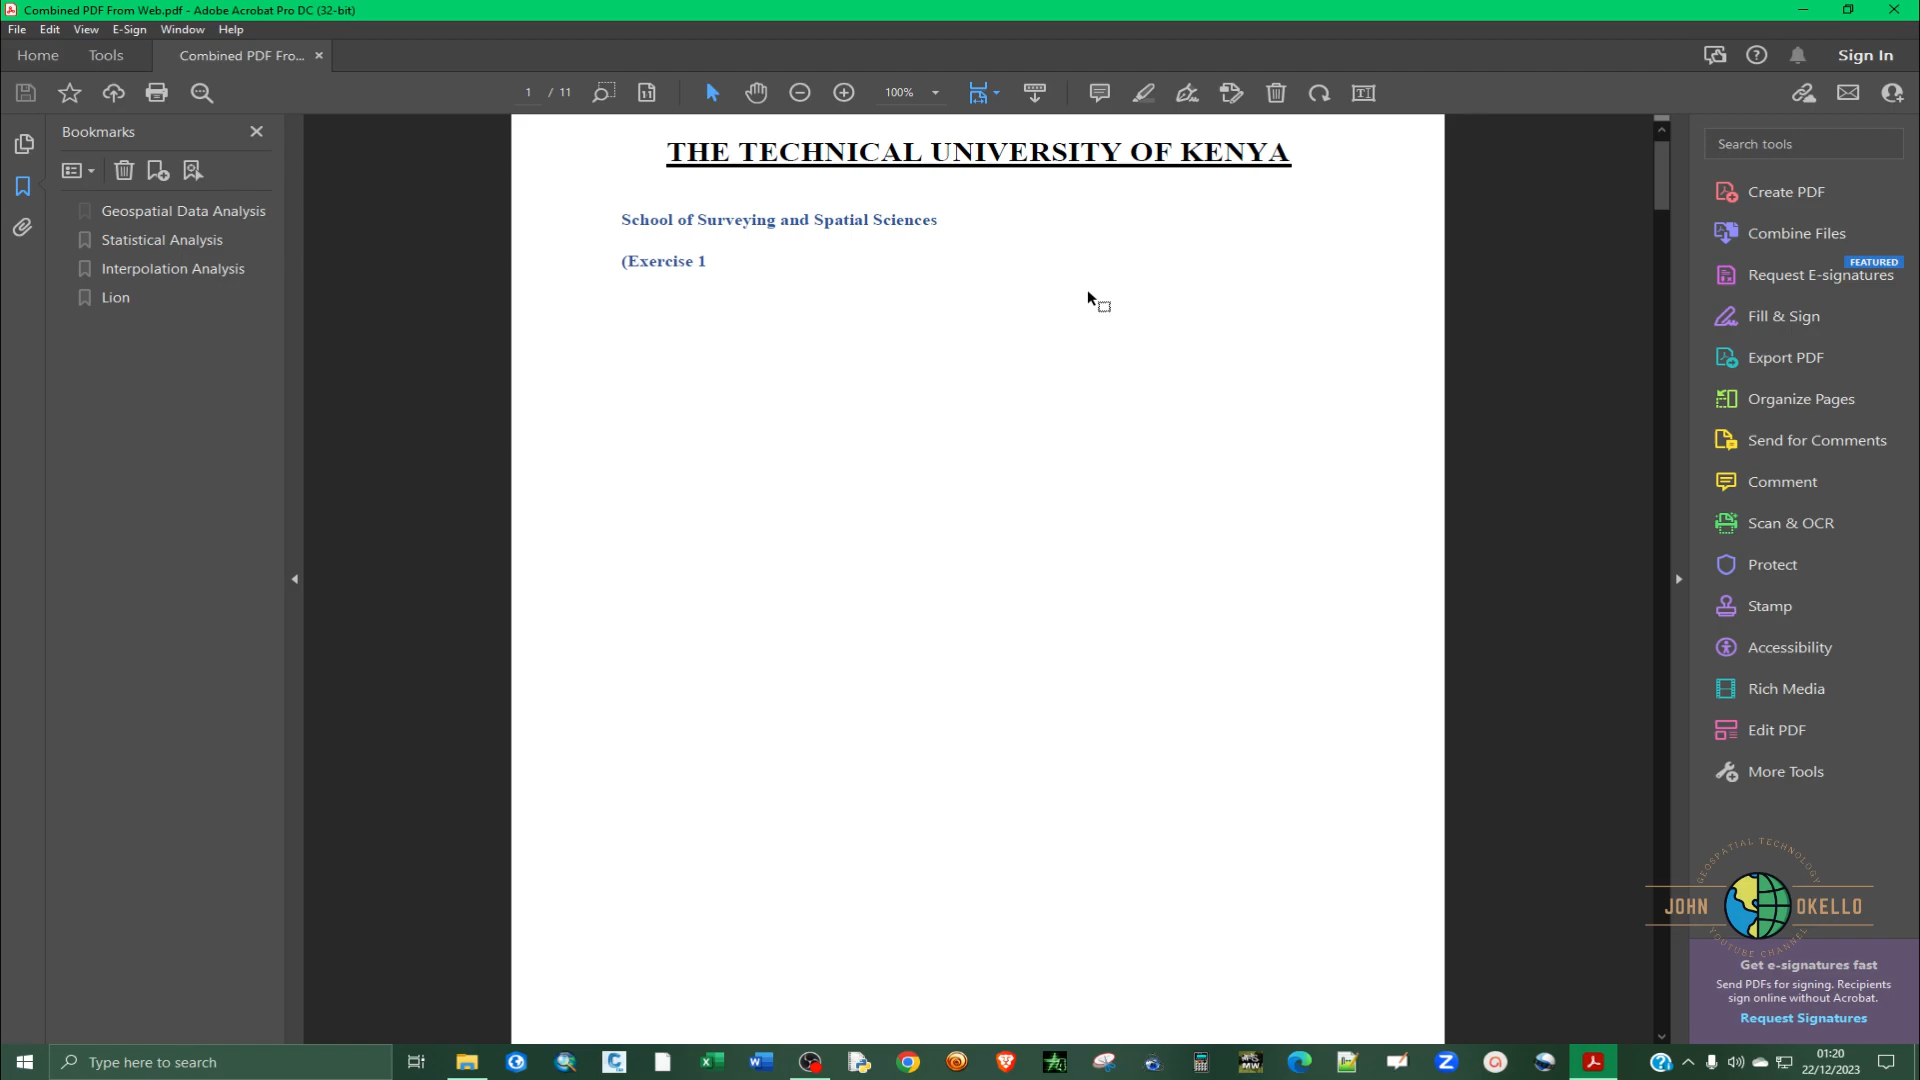 Combined PDF From Web.pdf - Adobe Acrobat Pro DC (32-bit)
File Edit View E-Sign Window Help
Home Tools Combined PDF Fro... Sign In
1 / 11 100%
Bookmarks
Geospatial Data Analysis
Statistical Analysis
Interpolation Analysis
Lion
THE TECHNICAL UNIVERSITY OF KENYA
School of Surveying and Spatial Sciences
(Exercise 1
Search tools
Create PDF
Combine Files
FEATURED
Request E-signatures
Fill & Sign
Export PDF
Organize Pages
Send for Comments
Comment
Scan & OCR
Protect
Stamp
Accessibility
Rich Media
Edit PDF
More Tools
GEOSPATIAL TECHNOLOGY
JOHN OKELLO
YOUTUBE CHANNEL
Get e-signatures fast
Send PDFs for signing. Recipients
sign online without Acrobat.
Request Signatures
Type here to search
01:20
22/12/2023